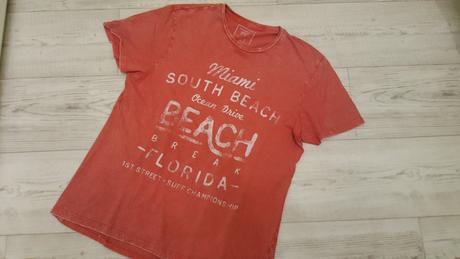 Miami
SOUTH BEACH
Ocean Drive
BEACH
BREAK
-FLORIDA-
1ST STREET • SURF CHAMPIONSHIP